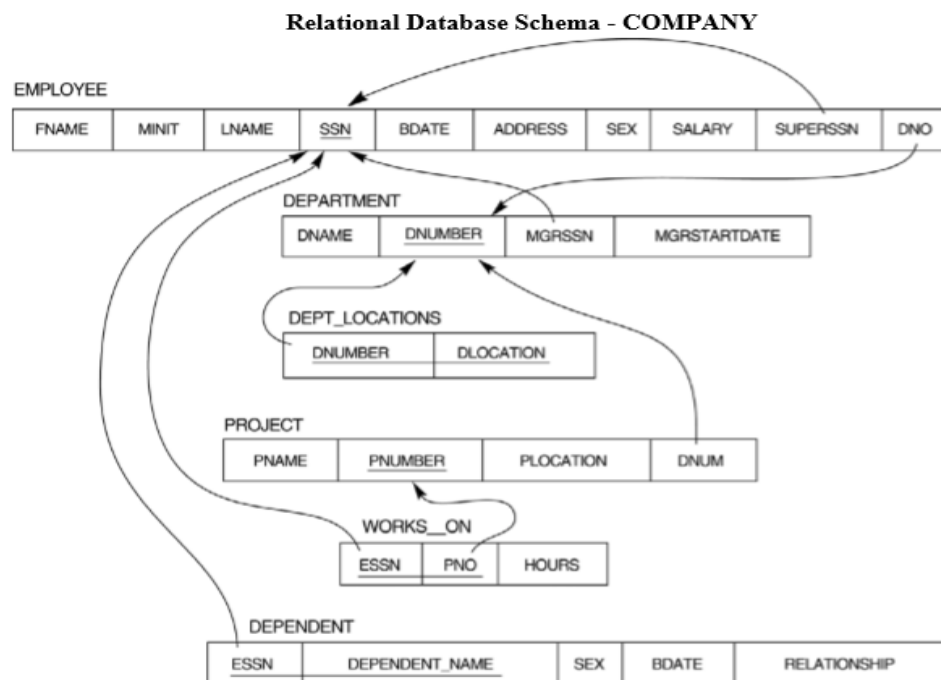 Relational Database Schema - COMPANY
EMPLOYEE
FNAME MINIT LNAME SSN BDATE ADDRESS SEX SALARY SUPERSSN DNO
DEPARTMENT
DNAME DNUMBER MGRSSN MGRSTARTDATE
DEPT_LOCATIONS
DNUMBER DLOCATION
PROJECT
PNAME PNUMBER PLOCATION DNUM
WORKS__ON
ESSN PNO HOURS
DEPENDENT
ESSN DEPENDENT_NAME SEX BDATE RELATIONSHIP